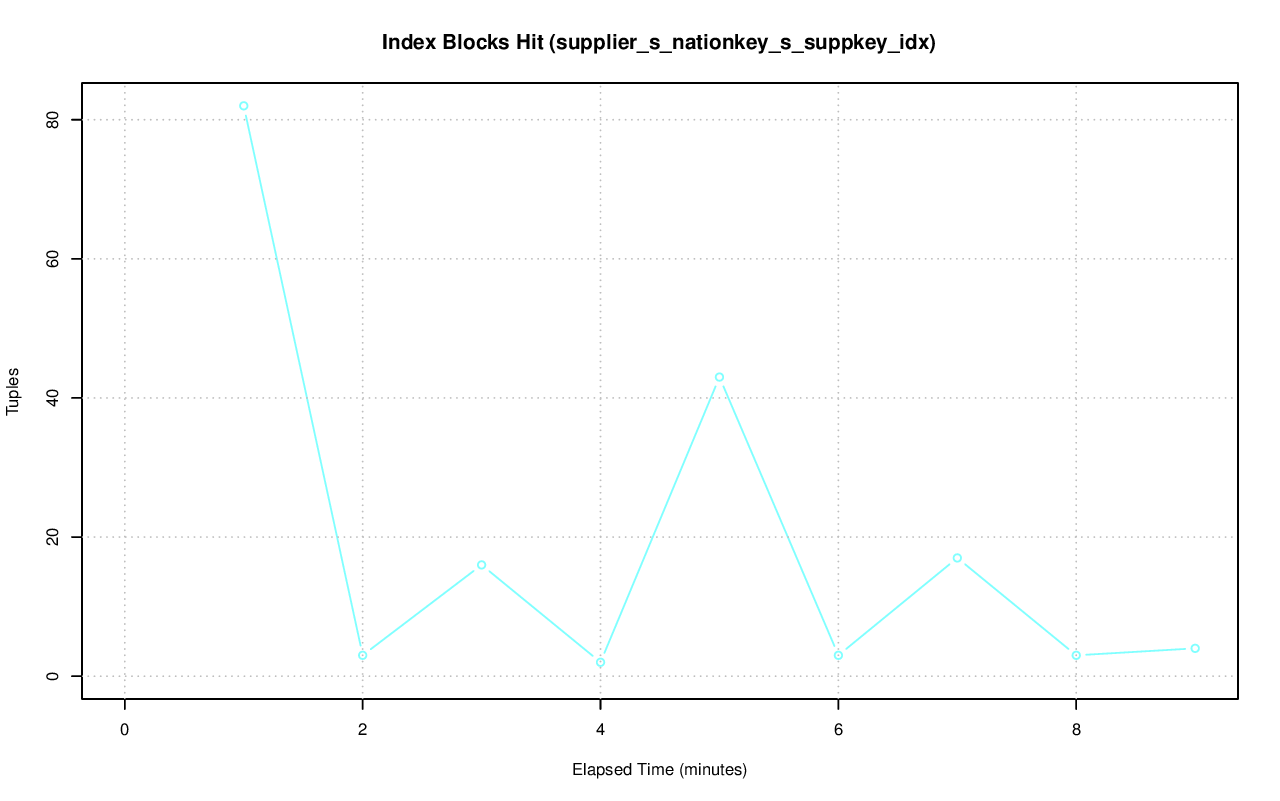 Index Blocks Hit (supplier_s_nationkey_s_suppkey_idx)
Tuples
80
60
40
20
0
0 2 4 6 8
Elapsed Time (minutes)